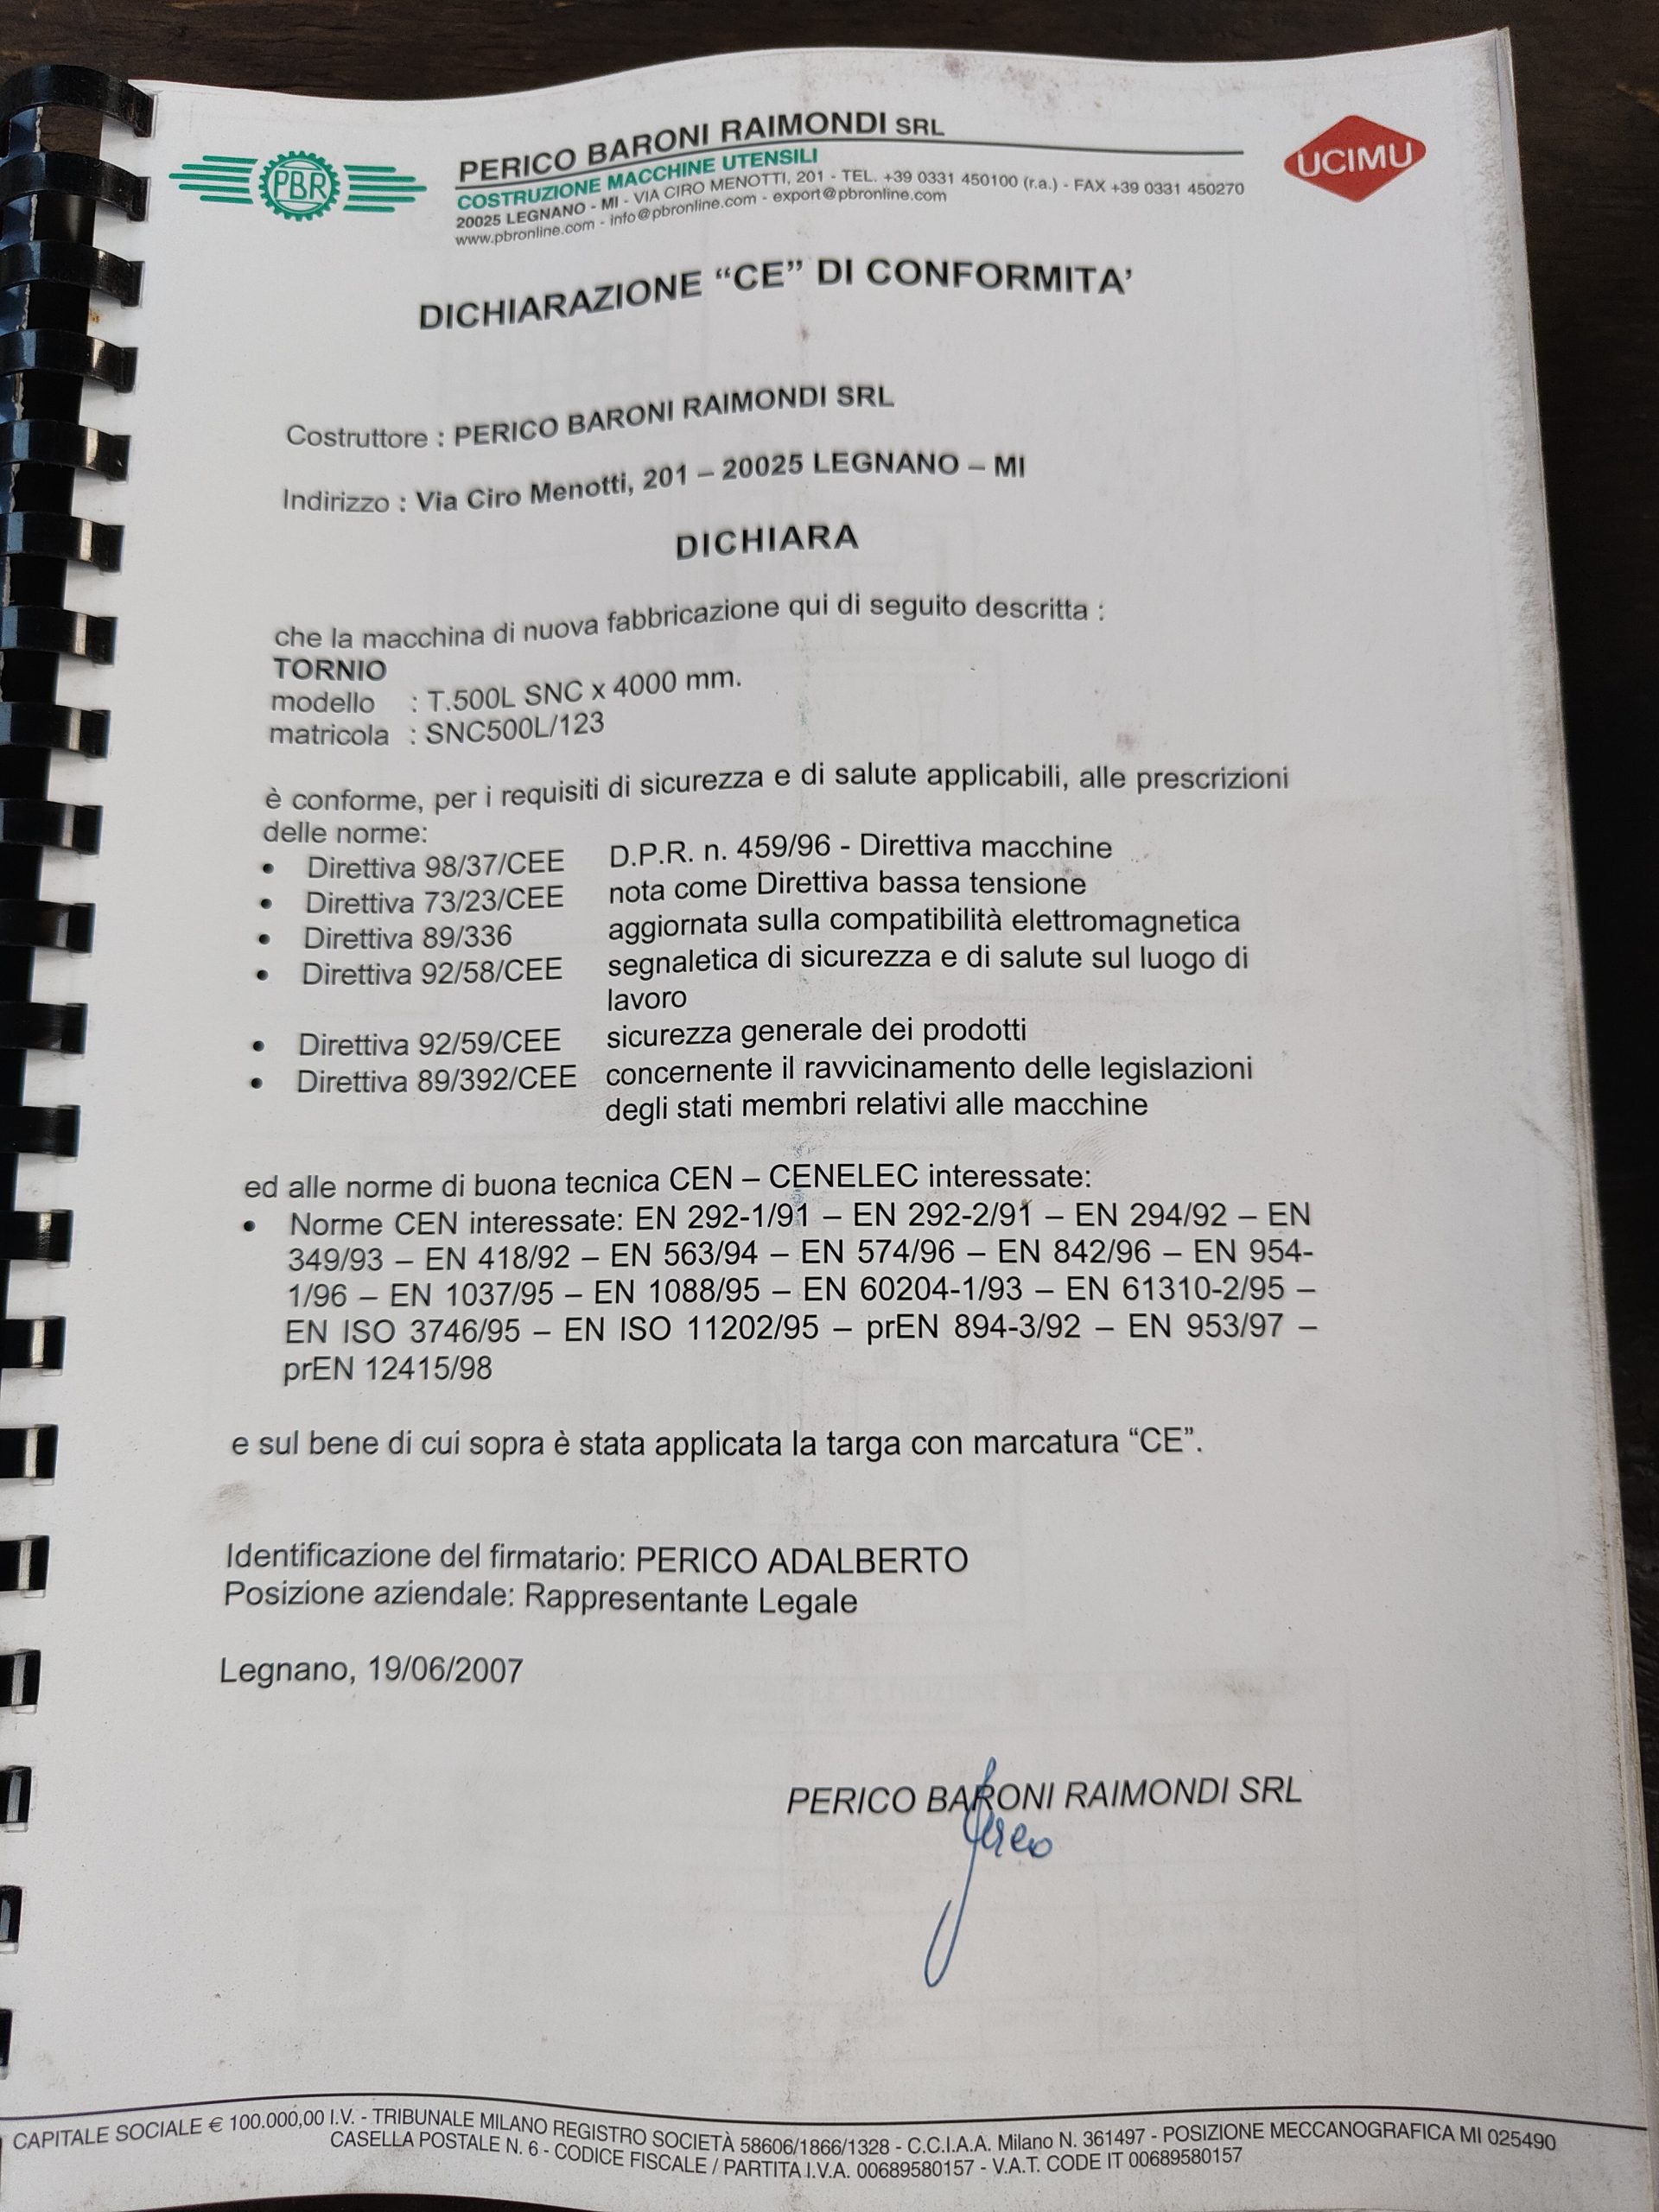 PBR
PERICO BARONI RAIMONDI SRL
COSTRUZIONE MACCHINE UTENSILI
20025 LEGNANO - MI - VIA CIRO MENOTTI, 201 - TEL. +39 0331 450100 (r.a.) - FAX +39 0331 450270
www.pbronline.com - info@pbronline.com - export@pbronline.com
UCIMU
DICHIARAZIONE “CE” DI CONFORMITA’
Costruttore : PERICO BARONI RAIMONDI SRL
Indirizzo : Via Ciro Menotti, 201 – 20025 LEGNANO – MI
DICHIARA
che la macchina di nuova fabbricazione qui di seguito descritta :
TORNIO
modello : T.500L SNC x 4000 mm.
matricola : SNC500L/123
è conforme, per i requisiti di sicurezza e di salute applicabili, alle prescrizioni
delle norme:
• Direttiva 98/37/CEE D.P.R. n. 459/96 - Direttiva macchine
• Direttiva 73/23/CEE nota come Direttiva bassa tensione
• Direttiva 89/336 aggiornata sulla compatibilità elettromagnetica
• Direttiva 92/58/CEE segnaletica di sicurezza e di salute sul luogo di
lavoro
• Direttiva 92/59/CEE sicurezza generale dei prodotti
• Direttiva 89/392/CEE concernente il ravvicinamento delle legislazioni
degli stati membri relativi alle macchine
ed alle norme di buona tecnica CEN – CENELEC interessate:
• Norme CEN interessate: EN 292-1/91 – EN 292-2/91 – EN 294/92 – EN
349/93 – EN 418/92 – EN 563/94 – EN 574/96 – EN 842/96 – EN 954-
1/96 – EN 1037/95 – EN 1088/95 – EN 60204-1/93 – EN 61310-2/95 –
EN ISO 3746/95 – EN ISO 11202/95 – prEN 894-3/92 – EN 953/97 –
prEN 12415/98
e sul bene di cui sopra è stata applicata la targa con marcatura “CE”.
Identificazione del firmatario: PERICO ADALBERTO
Posizione aziendale: Rappresentante Legale
Legnano, 19/06/2007
PERICO BARONI RAIMONDI SRL
Perico
CAPITALE SOCIALE € 100.000,00 I.V. - TRIBUNALE MILANO REGISTRO SOCIETÀ 58606/1866/1328 - C.C.I.A.A. Milano N. 361497 - POSIZIONE MECCANOGRAFICA MI 025490
CASELLA POSTALE N. 6 - CODICE FISCALE / PARTITA I.V.A. 00689580157 - V.A.T. CODE IT 00689580157